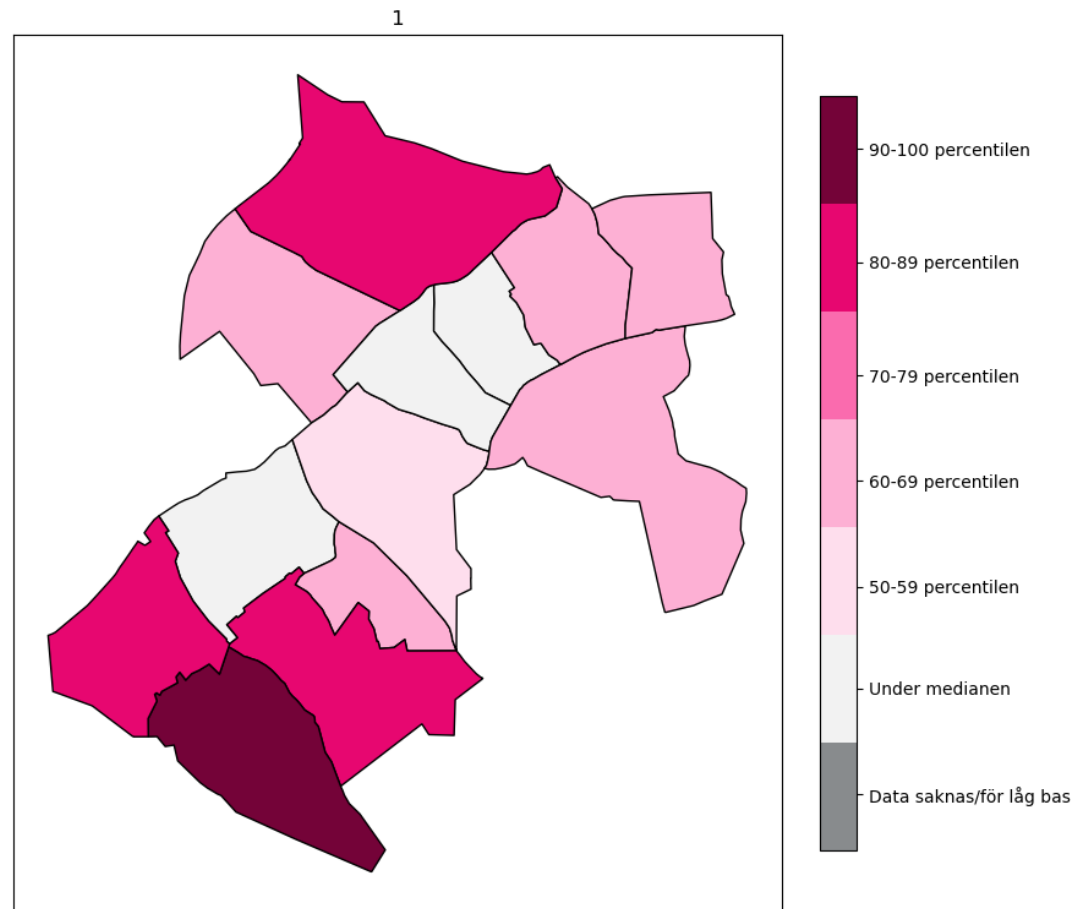 1
90-100 percentilen
80-89 percentilen
70-79 percentilen
60-69 percentilen
50-59 percentilen
Under medianen
Data saknas/för låg bas